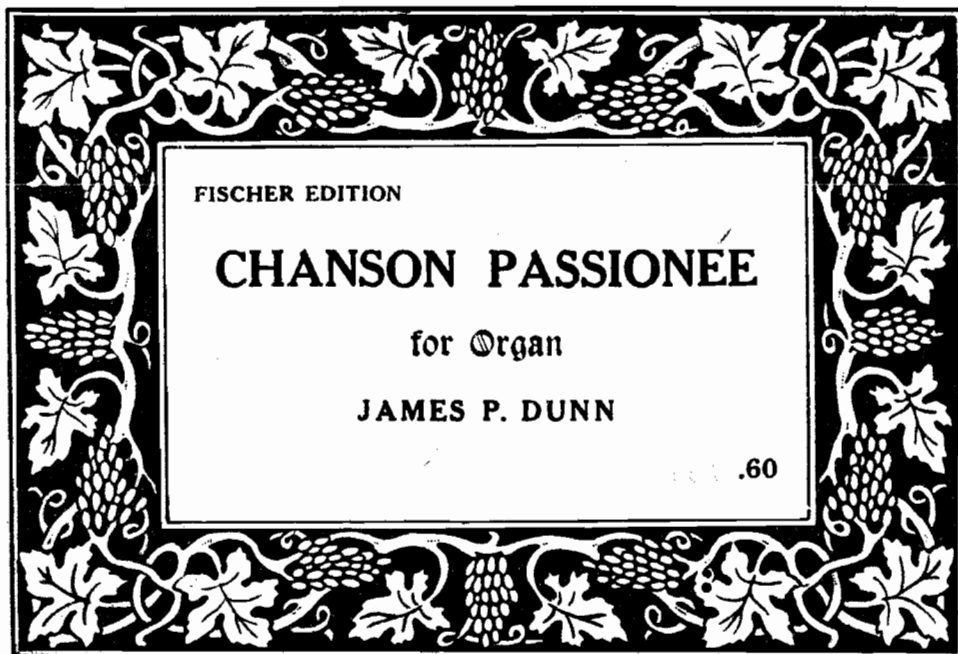 FISCHER EDITION
CHANSON PASSIONEE
for Organ
JAMES P. DUNN
.60